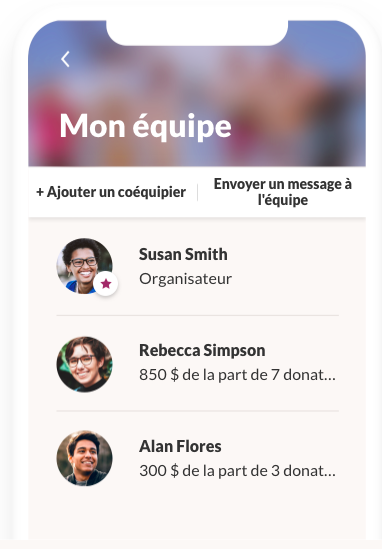 Mon équipe
+ Ajouter un coéquipier
Envoyer un message à
l'équipe
Susan Smith
Organisateur
Rebecca Simpson
850 $ de la part de 7 donat...
Alan Flores
300 $ de la part de 3 donat...